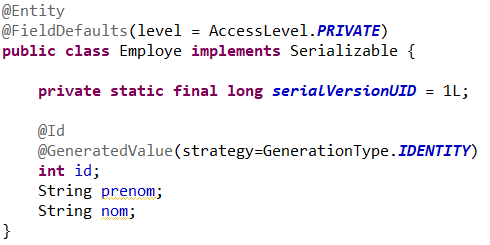 @Entity
@FieldDefaults(level = AccessLevel.PRIVATE)
public class Employe implements Serializable {
private static final long serialVersionUID = 1L;
@Id
@GeneratedValue(strategy=GenerationType.IDENTITY)
int id;
String prenom;
String nom;
}